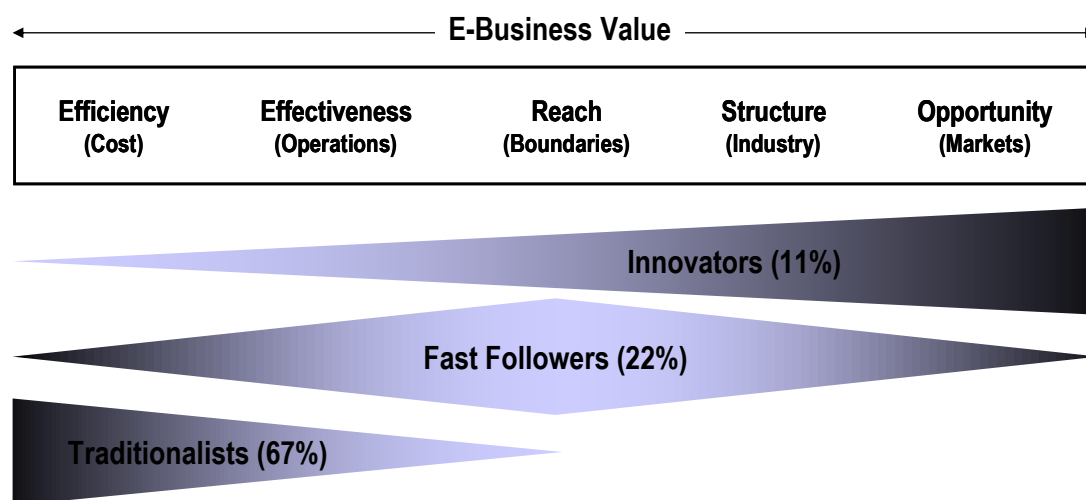 E-Business Value
Efficiency Effectiveness Reach Structure Opportunity
(Cost) (Operations) (Boundaries) (Industry) (Markets)
Innovators (11%)
Fast Followers (22%)
Traditionalists (67%)